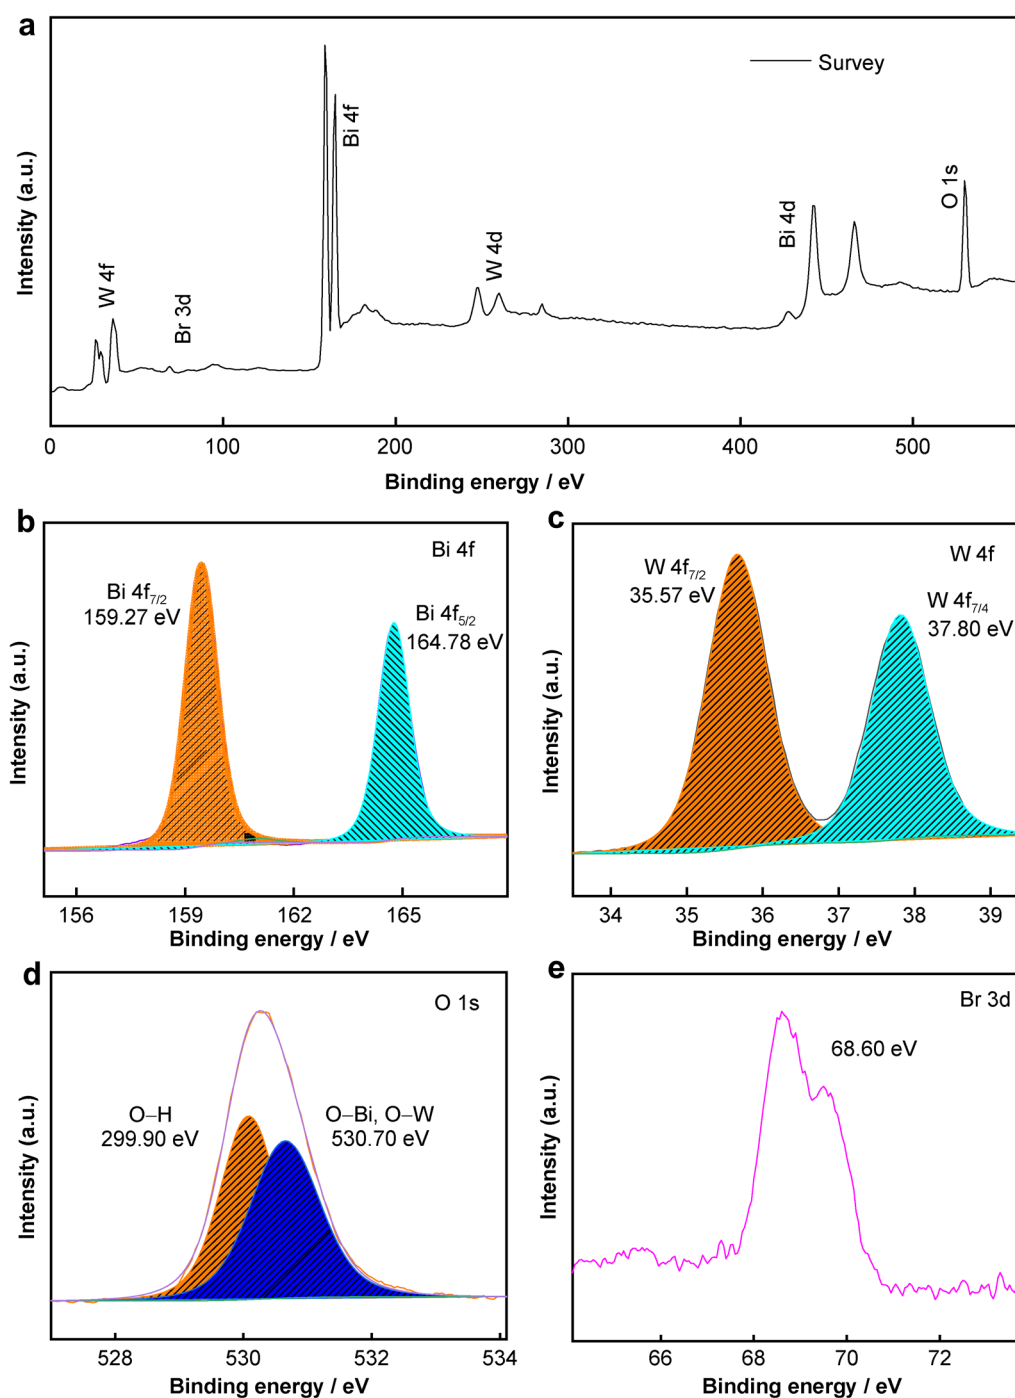 a
Survey
Intensity (a.u.)
W 4f
Br 3d
Bi 4f
W 4d
Bi 4d
O 1s
0 100 200 300 400 500
Binding energy / eV
b
Bi 4f
Bi 4f7/2
159.27 eV
Bi 4f5/2
164.78 eV
Intensity (a.u.)
156 159 162 165
Binding energy / eV
c
W 4f
W 4f7/2
35.57 eV
W 4f7/4
37.80 eV
Intensity (a.u.)
34 35 36 37 38 39
Binding energy / eV
d
O 1s
O–H
299.90 eV
O–Bi, O–W
530.70 eV
Intensity (a.u.)
528 530 532 534
Binding energy / eV
e
Br 3d
68.60 eV
Intensity (a.u.)
66 68 70 72
Binding energy / eV